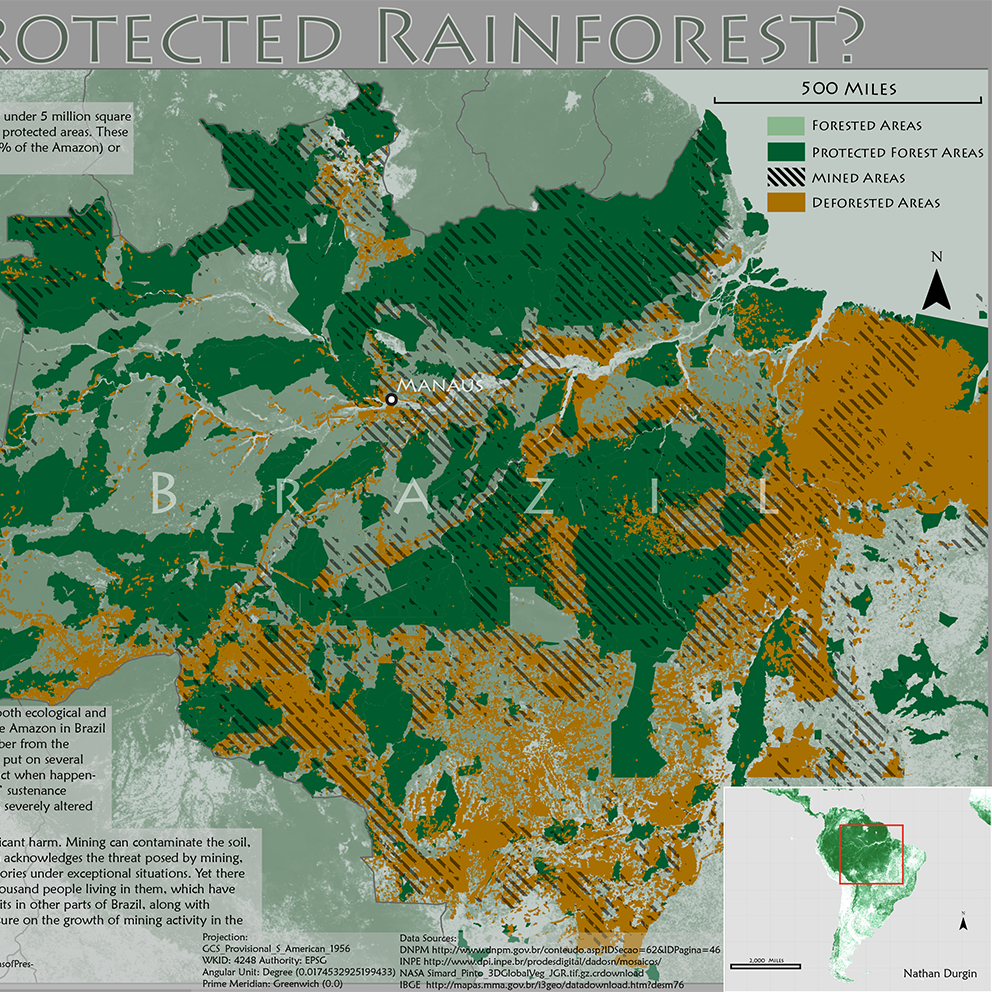 ROTECTED RAINFOREST?
under 5 million square
protected areas. These
% of the Amazon) or
500 MILES
FORESTED AREAS
PROTECTED FOREST AREAS
MINED AREAS
DEFORESTED AREAS
N
MANAUS
BRAZIL
both ecological and
e Amazon in Brazil
ber from the
put on several
ct when happen-
sustenance
severely altered
icant harm. Mining can contaminate the soil,
acknowledges the threat posed by mining,
ories under exceptional situations. Yet there
ousand people living in them, which have
its in other parts of Brazil, along with
sure on the growth of mining activity in the
asofPres-
Projection:
GCS_Provisional_S_American_1956
WKID: 4248 Authority: EPSG
Angular Unit: Degree (0.0174532925199433)
Prime Meridian: Greenwich (0.0)
Data Sources:
DNPM http://www.dnpm.gov.br/conteudo.asp?IDSecao=62&IDPagina=46
INPE http://www.dpi.inpe.br/prodesdigital/dadosn/mosaicos/
NASA Simard_Pinto_3DGlobalVeg_JGR.tif.gz.crdownload
IBGE http://mapas.mma.gov.br/i3geo/datadownload.htm?desm76
N
2,000 MILES
Nathan Durgin